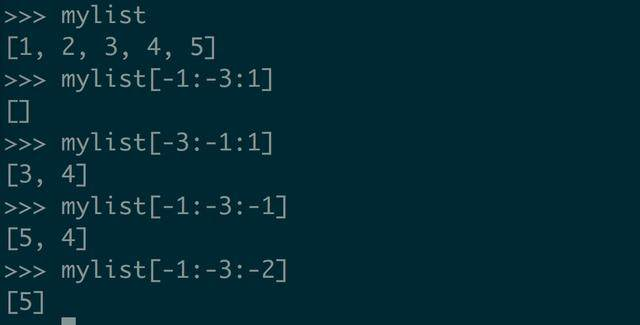 >>> mylist
[1, 2, 3, 4, 5]
>>> mylist[-1:-3:1]
[]
>>> mylist[-3:-1:1]
[3, 4]
>>> mylist[-1:-3:-1]
[5, 4]
>>> mylist[-1:-3:-2]
[5]